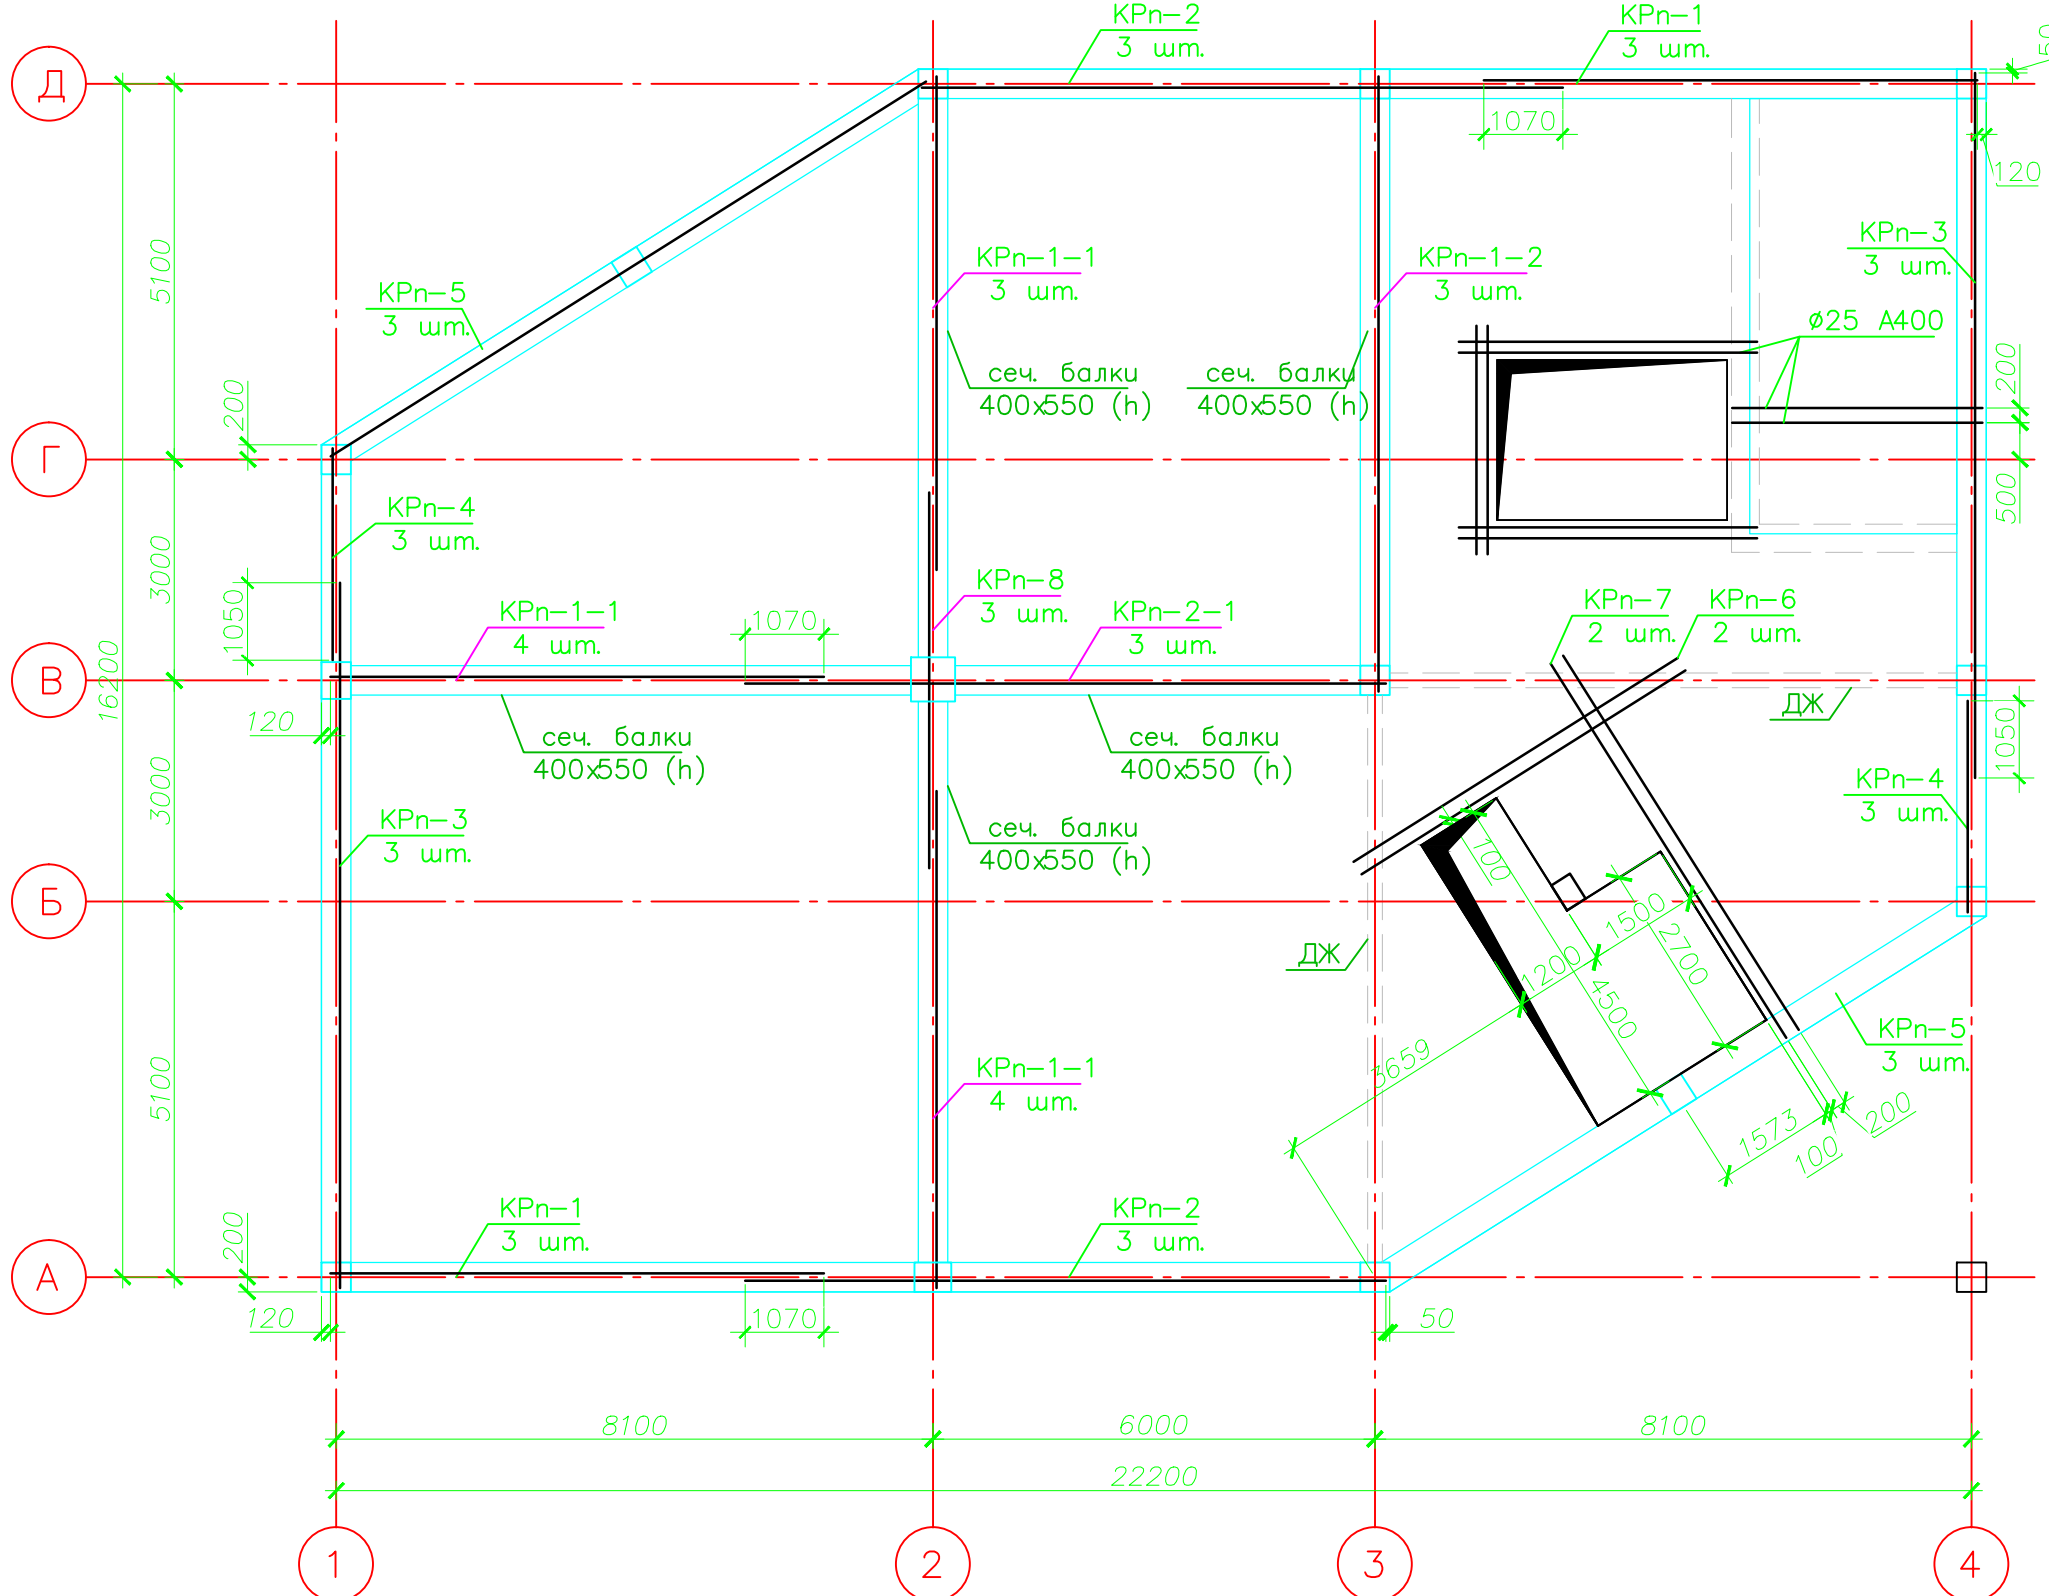 КРп-2
3 шт.
КРп-1
3 шт.
50
Д
1070
120
5100
КРп-5
3 шт.
КРп-1-1
3 шт.
КРп-1-2
3 шт.
КРп-3
3 шт.
ø25 А400
200
сеч. балки
400х550 (h)
сеч. балки
400х550 (h)
200
Г
500
КРп-4
3 шт.
3000
1050
КРп-1-1
4 шт.
1070
КРп-8
3 шт.
КРп-2-1
3 шт.
КРп-7
2 шт.
КРп-6
2 шт.
16200
В
120
сеч. балки
400х550 (h)
сеч. балки
400х550 (h)
ДЖ
1050
3000
КРп-3
3 шт.
сеч. балки
400х550 (h)
100
КРп-4
3 шт.
Б
ДЖ
1500
1200
2700
4500
3659
КРп-5
3 шт.
5100
КРп-1-1
4 шт.
1573
100
200
КРп-1
3 шт.
КРп-2
3 шт.
200
А
120
1070
50
8100
6000
8100
22200
1
2
3
4